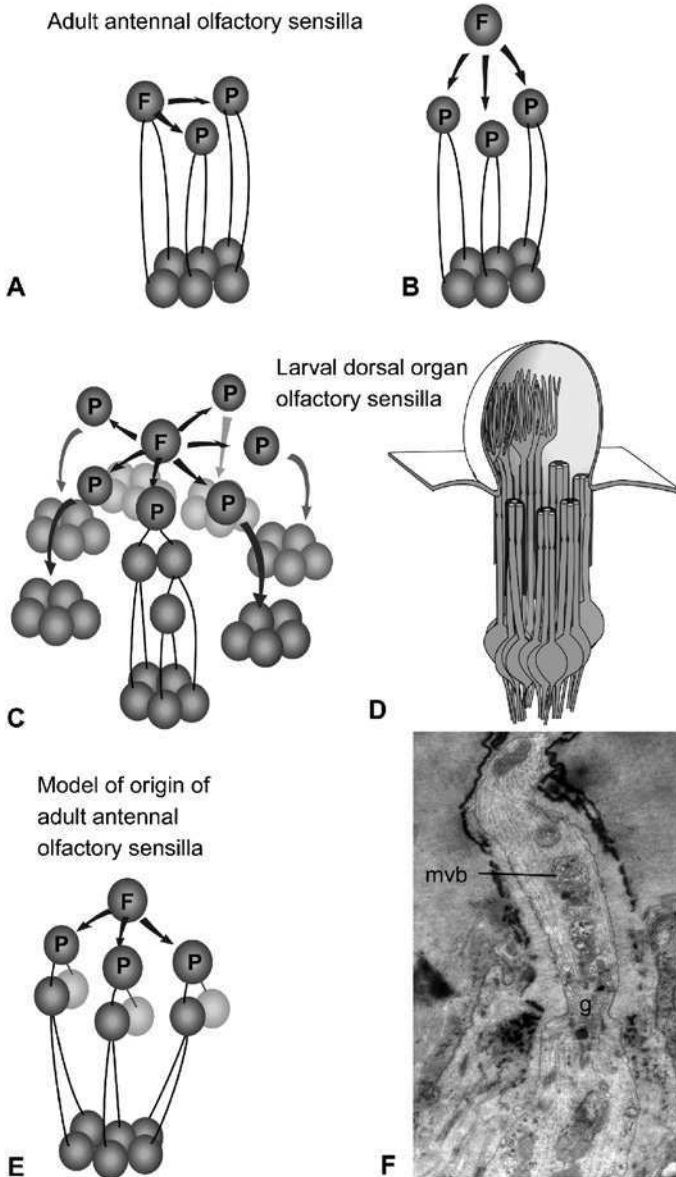 Adult antennal olfactory sensilla
F
P
P
A
F
P
P
P
B
Larval dorsal organ
olfactory sensilla
P
P
F
P
P
P
P
C
D
Model of origin of
adult antennal
olfactory sensilla
F
P
P
P
E
mvb
g
F